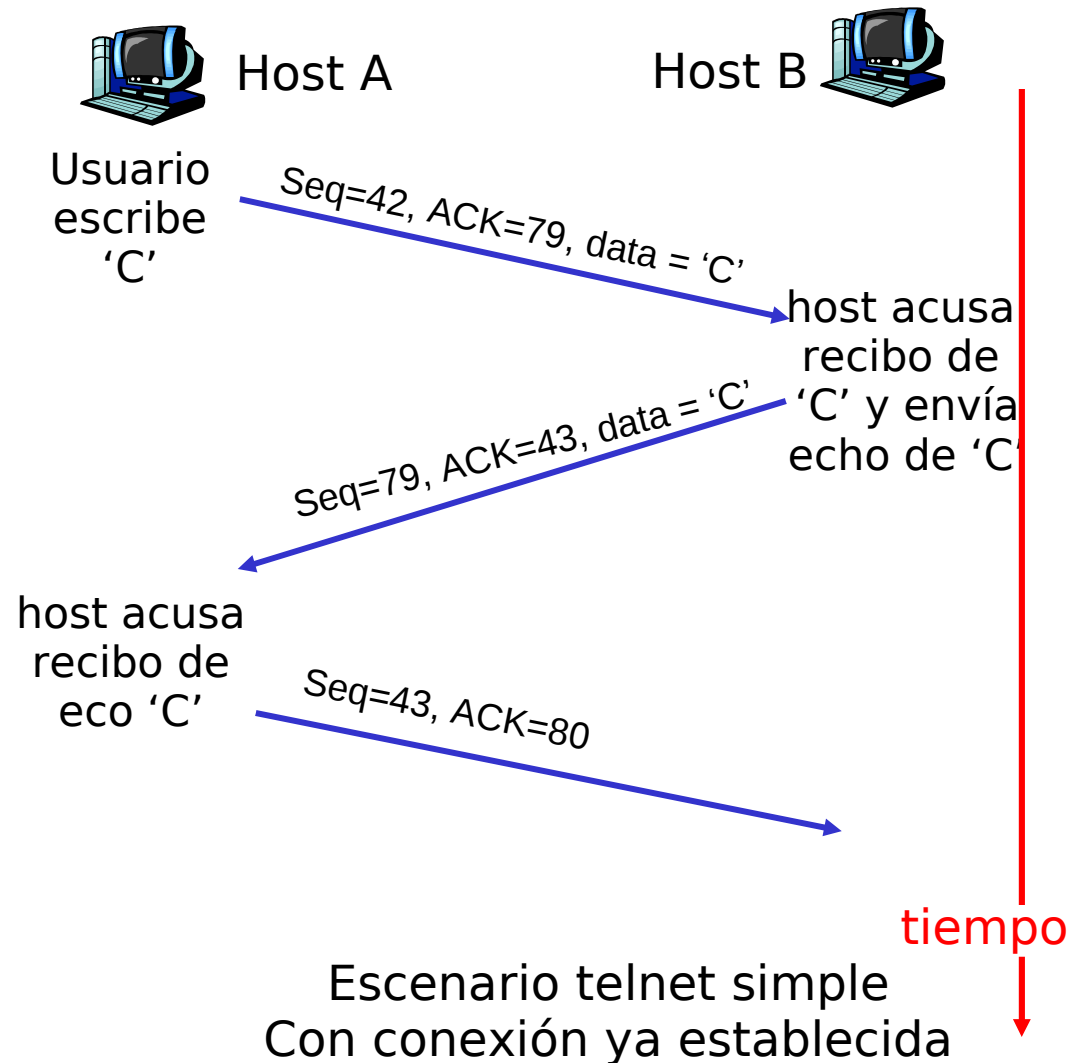 Host A
Host B
Usuario
escribe
‘C’
Seq=42, ACK=79, data = ‘C’
host acusa
recibo de
‘C’ y envía
echo de ‘C’
Seq=79, ACK=43, data = ‘C’
host acusa
recibo de
eco ‘C’
Seq=43, ACK=80
tiempo
Escenario telnet simple
Con conexión ya establecida